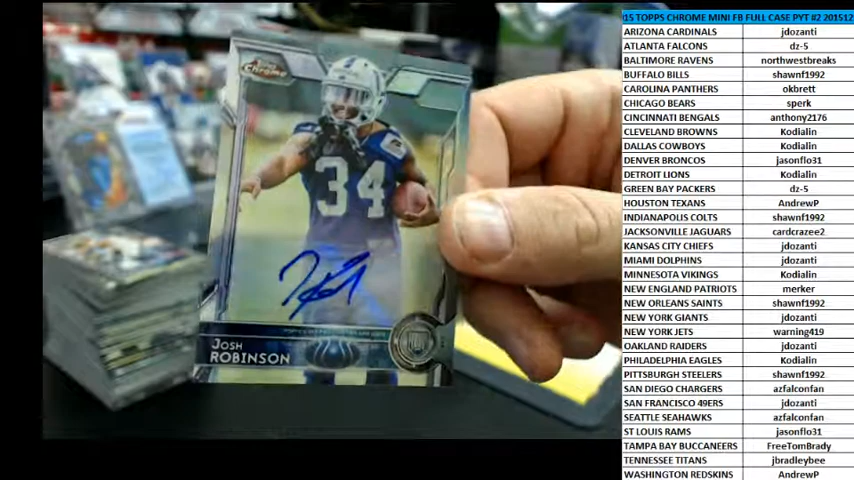 Chrome
34
JOSH
ROBINSON
15 TOPPS CHROME MINI FB FULL CASE PYT #2 201512
ARIZONA CARDINALS jdozanti
ATLANTA FALCONS dz-5
BALTIMORE RAVENS northwestbreaks
BUFFALO BILLS shawnf1992
CAROLINA PANTHERS okbrett
CHICAGO BEARS sperk
CINCINNATI BENGALS anthony2176
CLEVELAND BROWNS Kodialin
DALLAS COWBOYS Kodialin
DENVER BRONCOS jasonflo31
DETROIT LIONS Kodialin
GREEN BAY PACKERS dz-5
HOUSTON TEXANS AndrewP
INDIANAPOLIS COLTS shawnf1992
JACKSONVILLE JAGUARS cardcrazee2
KANSAS CITY CHIEFS jdozanti
MIAMI DOLPHINS jdozanti
MINNESOTA VIKINGS Kodialin
NEW ENGLAND PATRIOTS merker
NEW ORLEANS SAINTS shawnf1992
NEW YORK GIANTS jdozanti
NEW YORK JETS warning419
OAKLAND RAIDERS jdozanti
PHILADELPHIA EAGLES Kodialin
PITTSBURGH STEELERS shawnf1992
SAN DIEGO CHARGERS azfalconfan
SAN FRANCISCO 49ERS jdozanti
SEATTLE SEAHAWKS azfalconfan
ST LOUIS RAMS jasonflo31
TAMPA BAY BUCCANEERS FreeTomBrady
TENNESSEE TITANS jbradleybee
WASHINGTON REDSKINS AndrewP